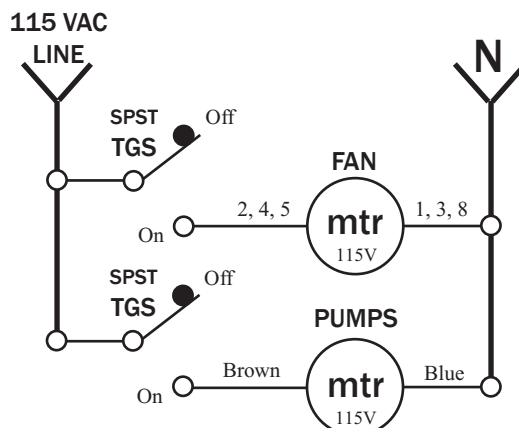 115 VAC
LINE
N
SPST
TGS
Off
FAN
On
2, 4, 5
mtr
115V
1, 3, 8
SPST
TGS
Off
PUMPS
On
Brown
mtr
115V
Blue